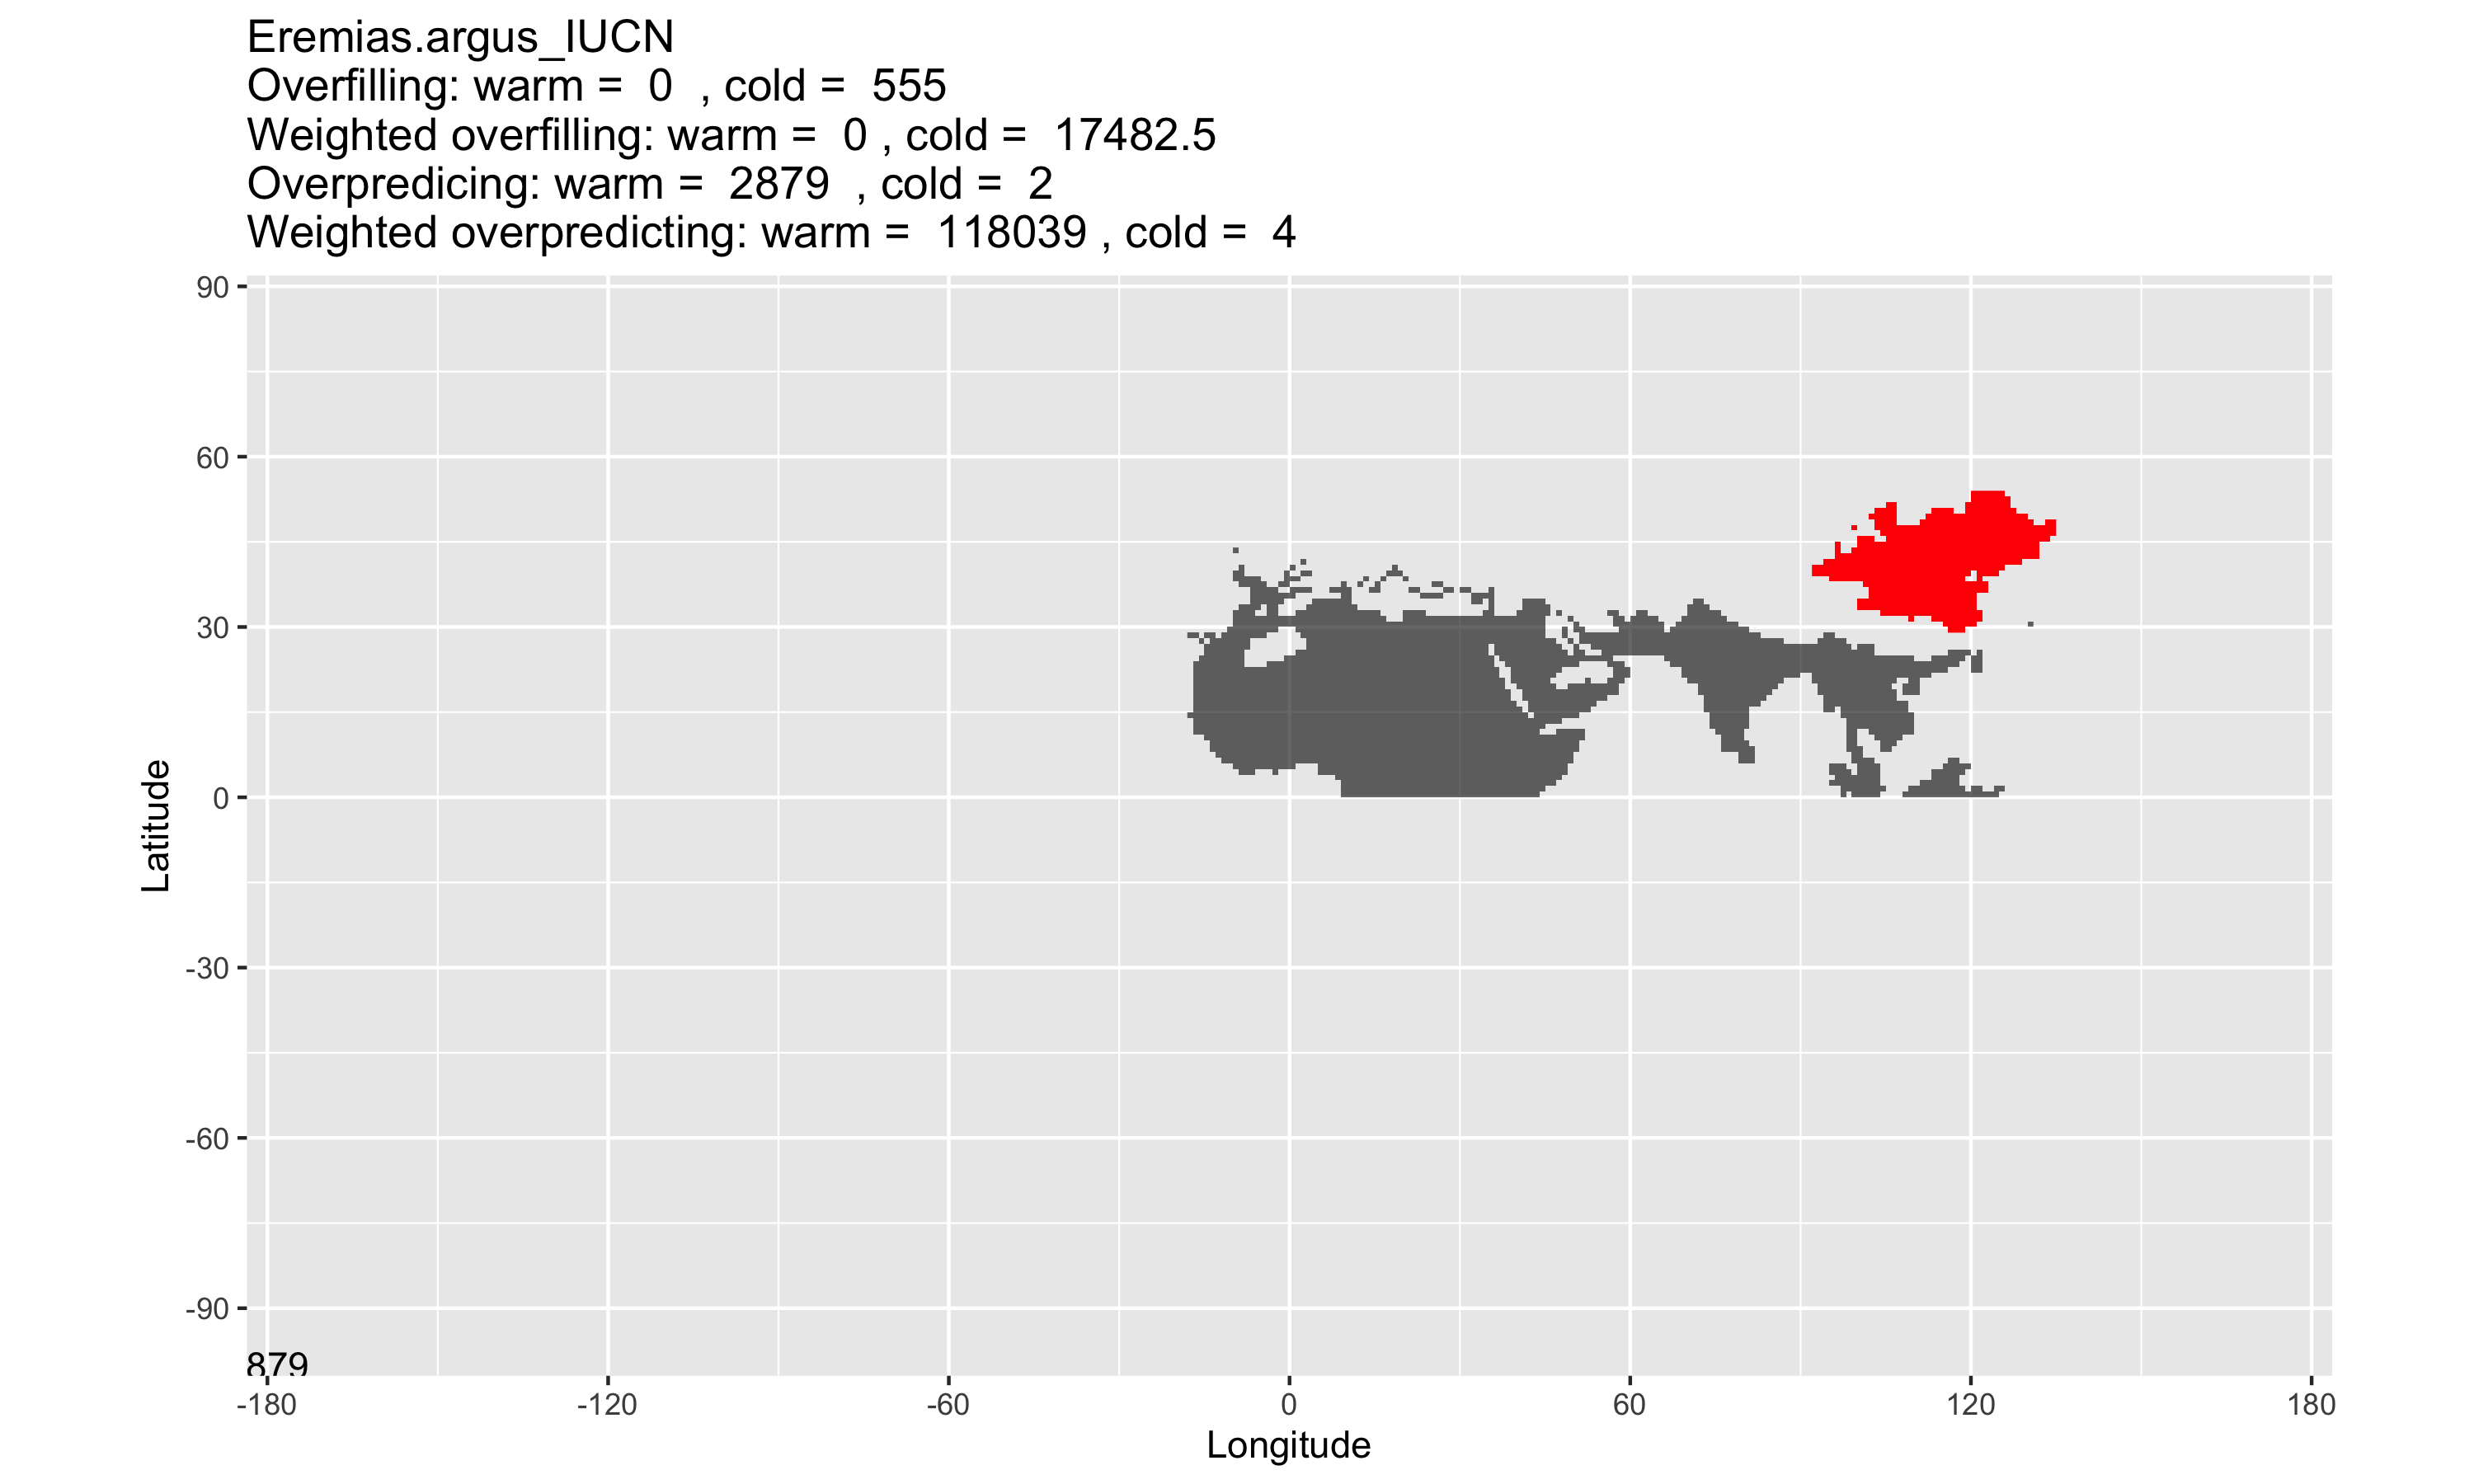 Eremias.argus_IUCN
Overfilling: warm =  0  , cold =  555
Weighted overfilling: warm =  0 , cold =  17482.5
Overpredicing: warm =  2879  , cold =  2
Weighted overpredicting: warm =  118039 , cold =  4
90
60
30
0
-30
-60
-90
Latitude
879
-180 -120 -60 0 60 120 180
Longitude